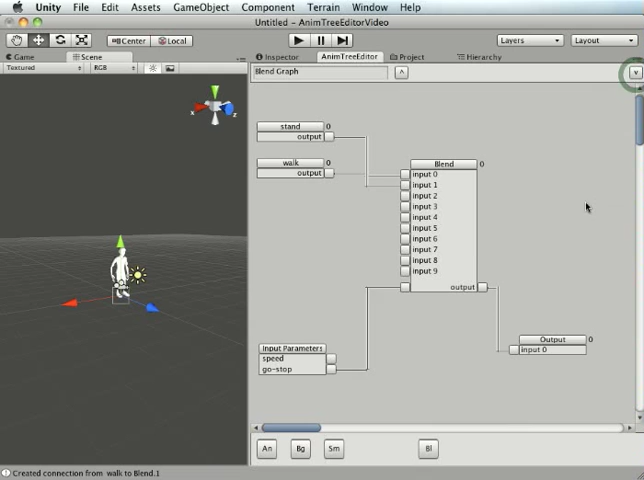 Unity File Edit Assets GameObject Component Terrain Window Help
Untitled - AnimTreeEditorVideo
Center Local Layers Layout
Scene Inspector AnimTreeEditor Project Hierarchy
Textured RGB Blend Graph ^ v
x z
stand 0
output
walk 0
output
Blend 0
input 0
input 1
input 2
input 3
input 4
input 5
input 6
input 7
input 8
input 9
output
Output 0
input 0
Input Parameters
speed
go-stop
An Bg Sm Bl
Created connection from walk to Blend.1